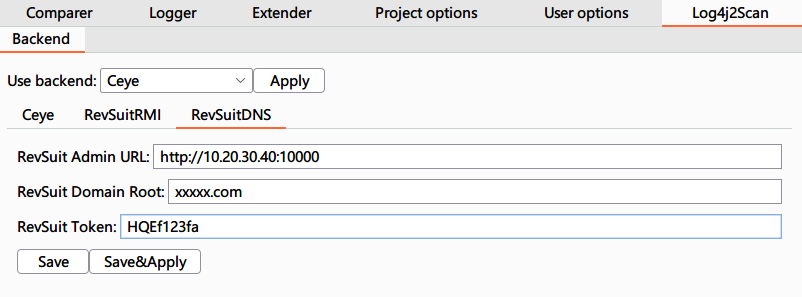 Comparer Logger Extender Project options User options Log4j2Scan
Backend
Use backend: Ceye Apply
Ceye RevSuitRMI RevSuitDNS
RevSuit Admin URL: http://10.20.30.40:10000
RevSuit Domain Root: xxxxx.com
RevSuit Token: HQEf123fa
Save Save&Apply